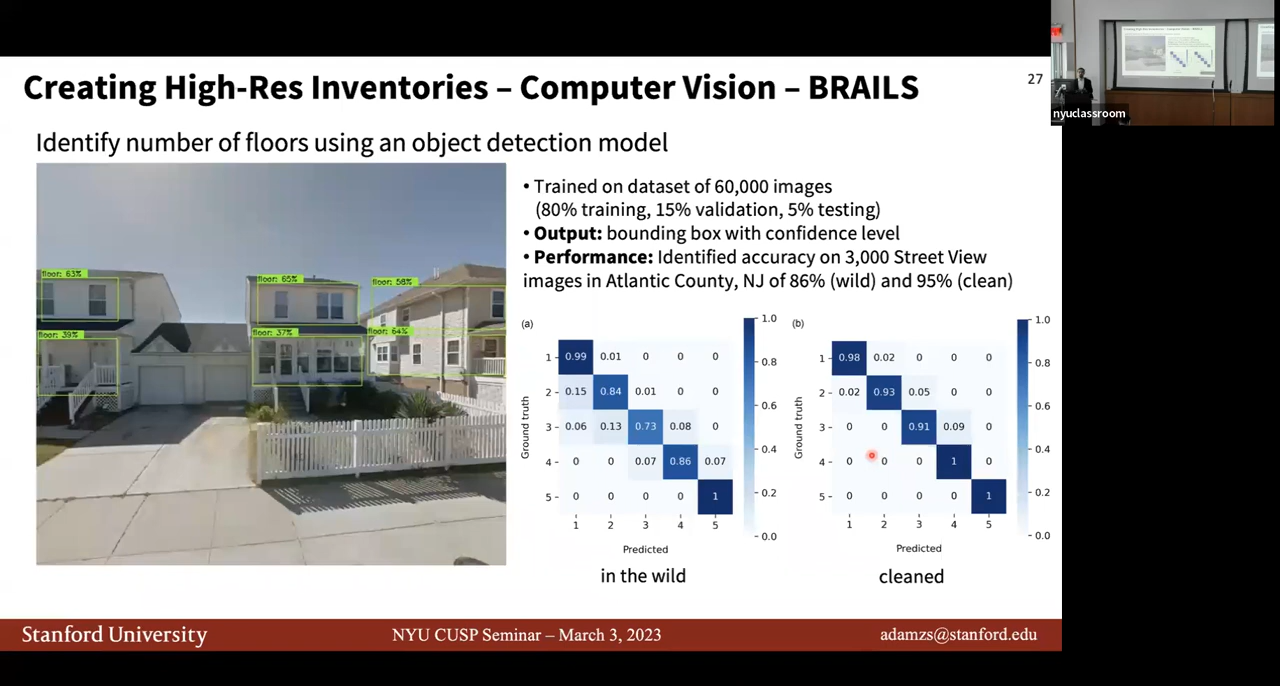 Creating High-Res Inventories – Computer Vision – BRAILS
27
nyuclassroom
Identify number of floors using an object detection model
floor: 63%
floor: 39%
floor: 65%
floor: 37%
floor: 58%
floor: 64%
• Trained on dataset of 60,000 images
(80% training, 15% validation, 5% testing)
• Output: bounding box with confidence level
• Performance: Identified accuracy on 3,000 Street View
images in Atlantic County, NJ of 86% (wild) and 95% (clean)
(a)
Ground truth
1 0.99 0.01 0 0 0
2 0.15 0.84 0.01 0 0
3 0.06 0.13 0.73 0.08 0
4 0 0 0.07 0.86 0.07
5 0 0 0 0 1
1 2 3 4 5
Predicted
1.0
0.8
0.6
0.4
0.2
0.0
in the wild
(b)
Ground truth
1 0.98 0.02 0 0 0
2 0.02 0.93 0.05 0 0
3 0 0 0.91 0.09 0
4 0 0 0 1 0
5 0 0 0 0 1
1 2 3 4 5
Predicted
1.0
0.8
0.6
0.4
0.2
0.0
cleaned
Stanford University
NYU CUSP Seminar – March 3, 2023
adamzs@stanford.edu